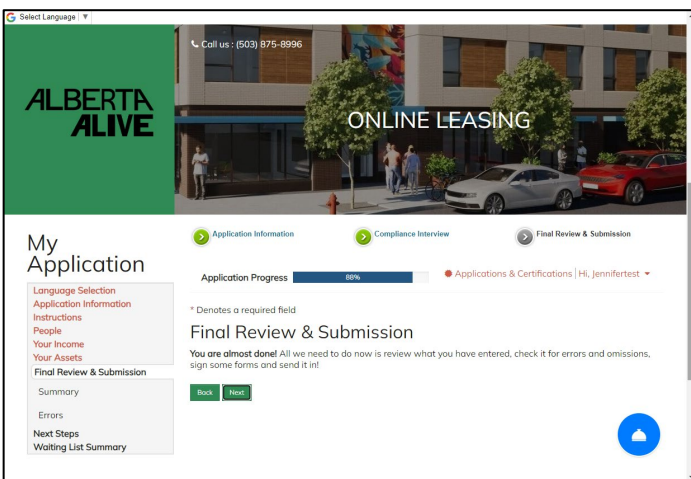 Select Language ▼
Call us : (503) 875-8996
ALBERTA
ALIVE
ONLINE LEASING
My
Application
Language Selection
Application Information
Instructions
People
Your Income
Your Assets
Final Review & Submission
Summary
Errors
Next Steps
Waiting List Summary
Application Information
Compliance Interview
Final Review & Submission
Application Progress 88%
Applications & Certifications | Hi, Jennifertest
* Denotes a required field
Final Review & Submission
You are almost done! All we need to do now is review what you have entered, check it for errors and omissions,
sign some forms and send it in!
Back Next